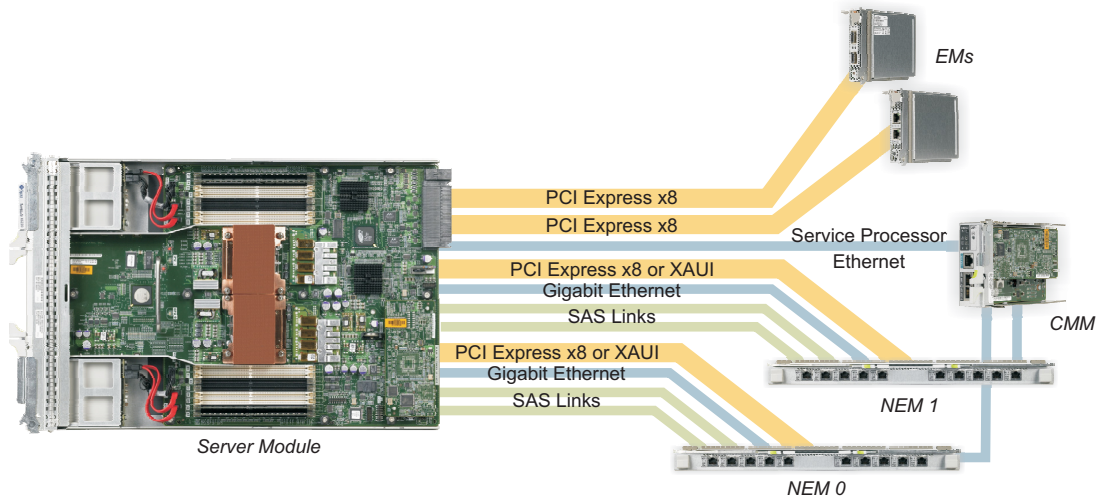 EMs
PCI Express x8
PCI Express x8
Service Processor
Ethernet
PCI Express x8 or XAUI
Gigabit Ethernet
SAS Links
CMM
PCI Express x8 or XAUI
Gigabit Ethernet
SAS Links
NEM 1
Server Module
NEM 0